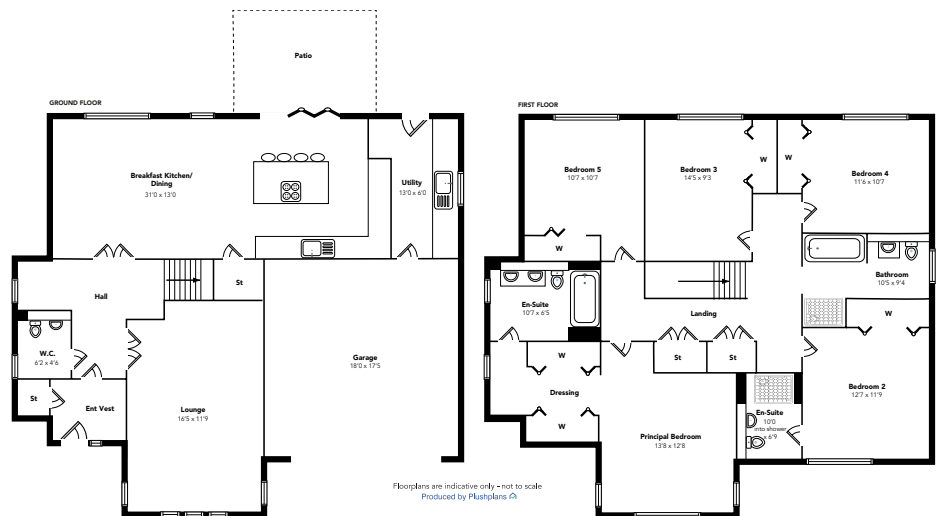 Patio
GROUND FLOOR
Breakfast Kitchen/
Dining
31'0 x 13'0
Utility
13'0 x 6'0
Hall
St
W.C.
6'2 x 4'6
St
Ent Vest
Lounge
16'5 x 11'9
Garage
18'0 x 17'5
FIRST FLOOR
Bedroom 5
10'7 x 10'7
W
Bedroom 3
14'5 x 9'3
W
W
Bedroom 4
11'6 x 10'7
En-Suite
10'7 x 6'5
Bathroom
10'5 x 9'4
W
Landing
W
St
St
Dressing
W
Bedroom 2
12'7 x 11'9
En-Suite
10'0
into shower
x 6'9
Principal Bedroom
13'8 x 12'8
Floorplans are indicative only - not to scale
Produced by Plushplans